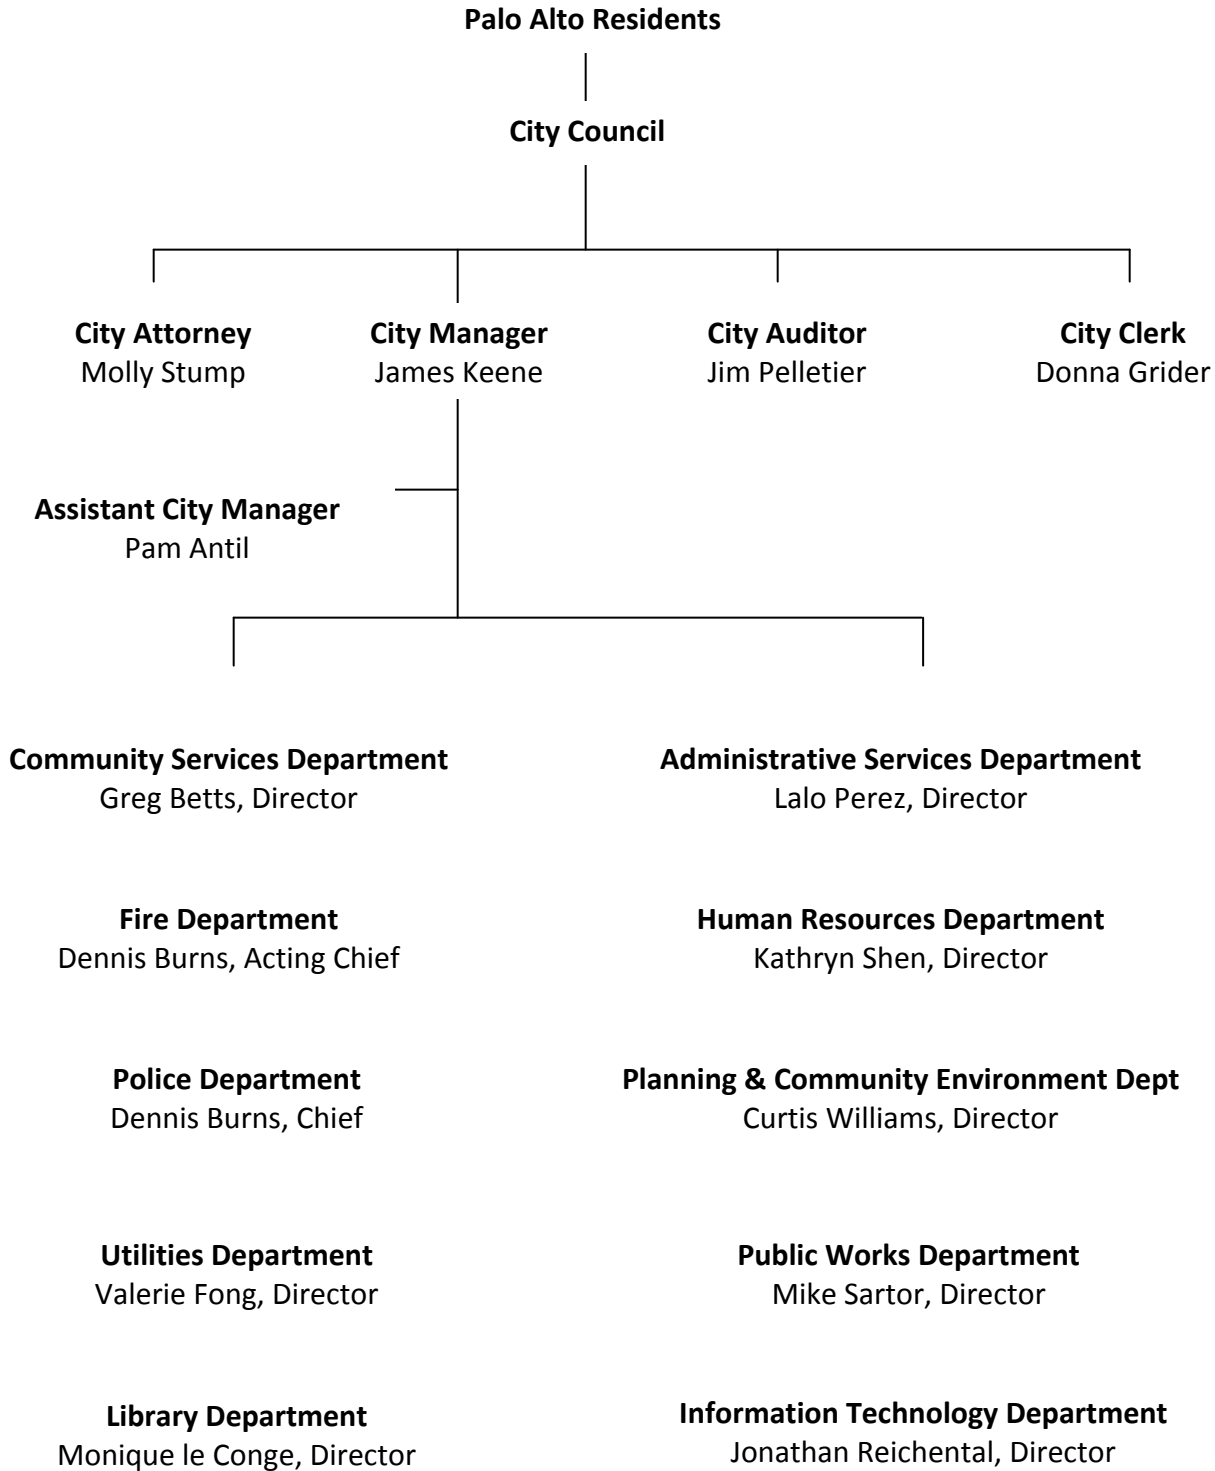 Palo Alto Residents
City Council
City Attorney
Molly Stump
City Manager
James Keene
City Auditor
Jim Pelletier
City Clerk
Donna Grider
Assistant City Manager
Pam Antil
Community Services Department
Greg Betts, Director
Administrative Services Department
Lalo Perez, Director
Fire Department
Dennis Burns, Acting Chief
Human Resources Department
Kathryn Shen, Director
Police Department
Dennis Burns, Chief
Planning & Community Environment Dept
Curtis Williams, Director
Utilities Department
Valerie Fong, Director
Public Works Department
Mike Sartor, Director
Library Department
Monique le Conge, Director
Information Technology Department
Jonathan Reichental, Director